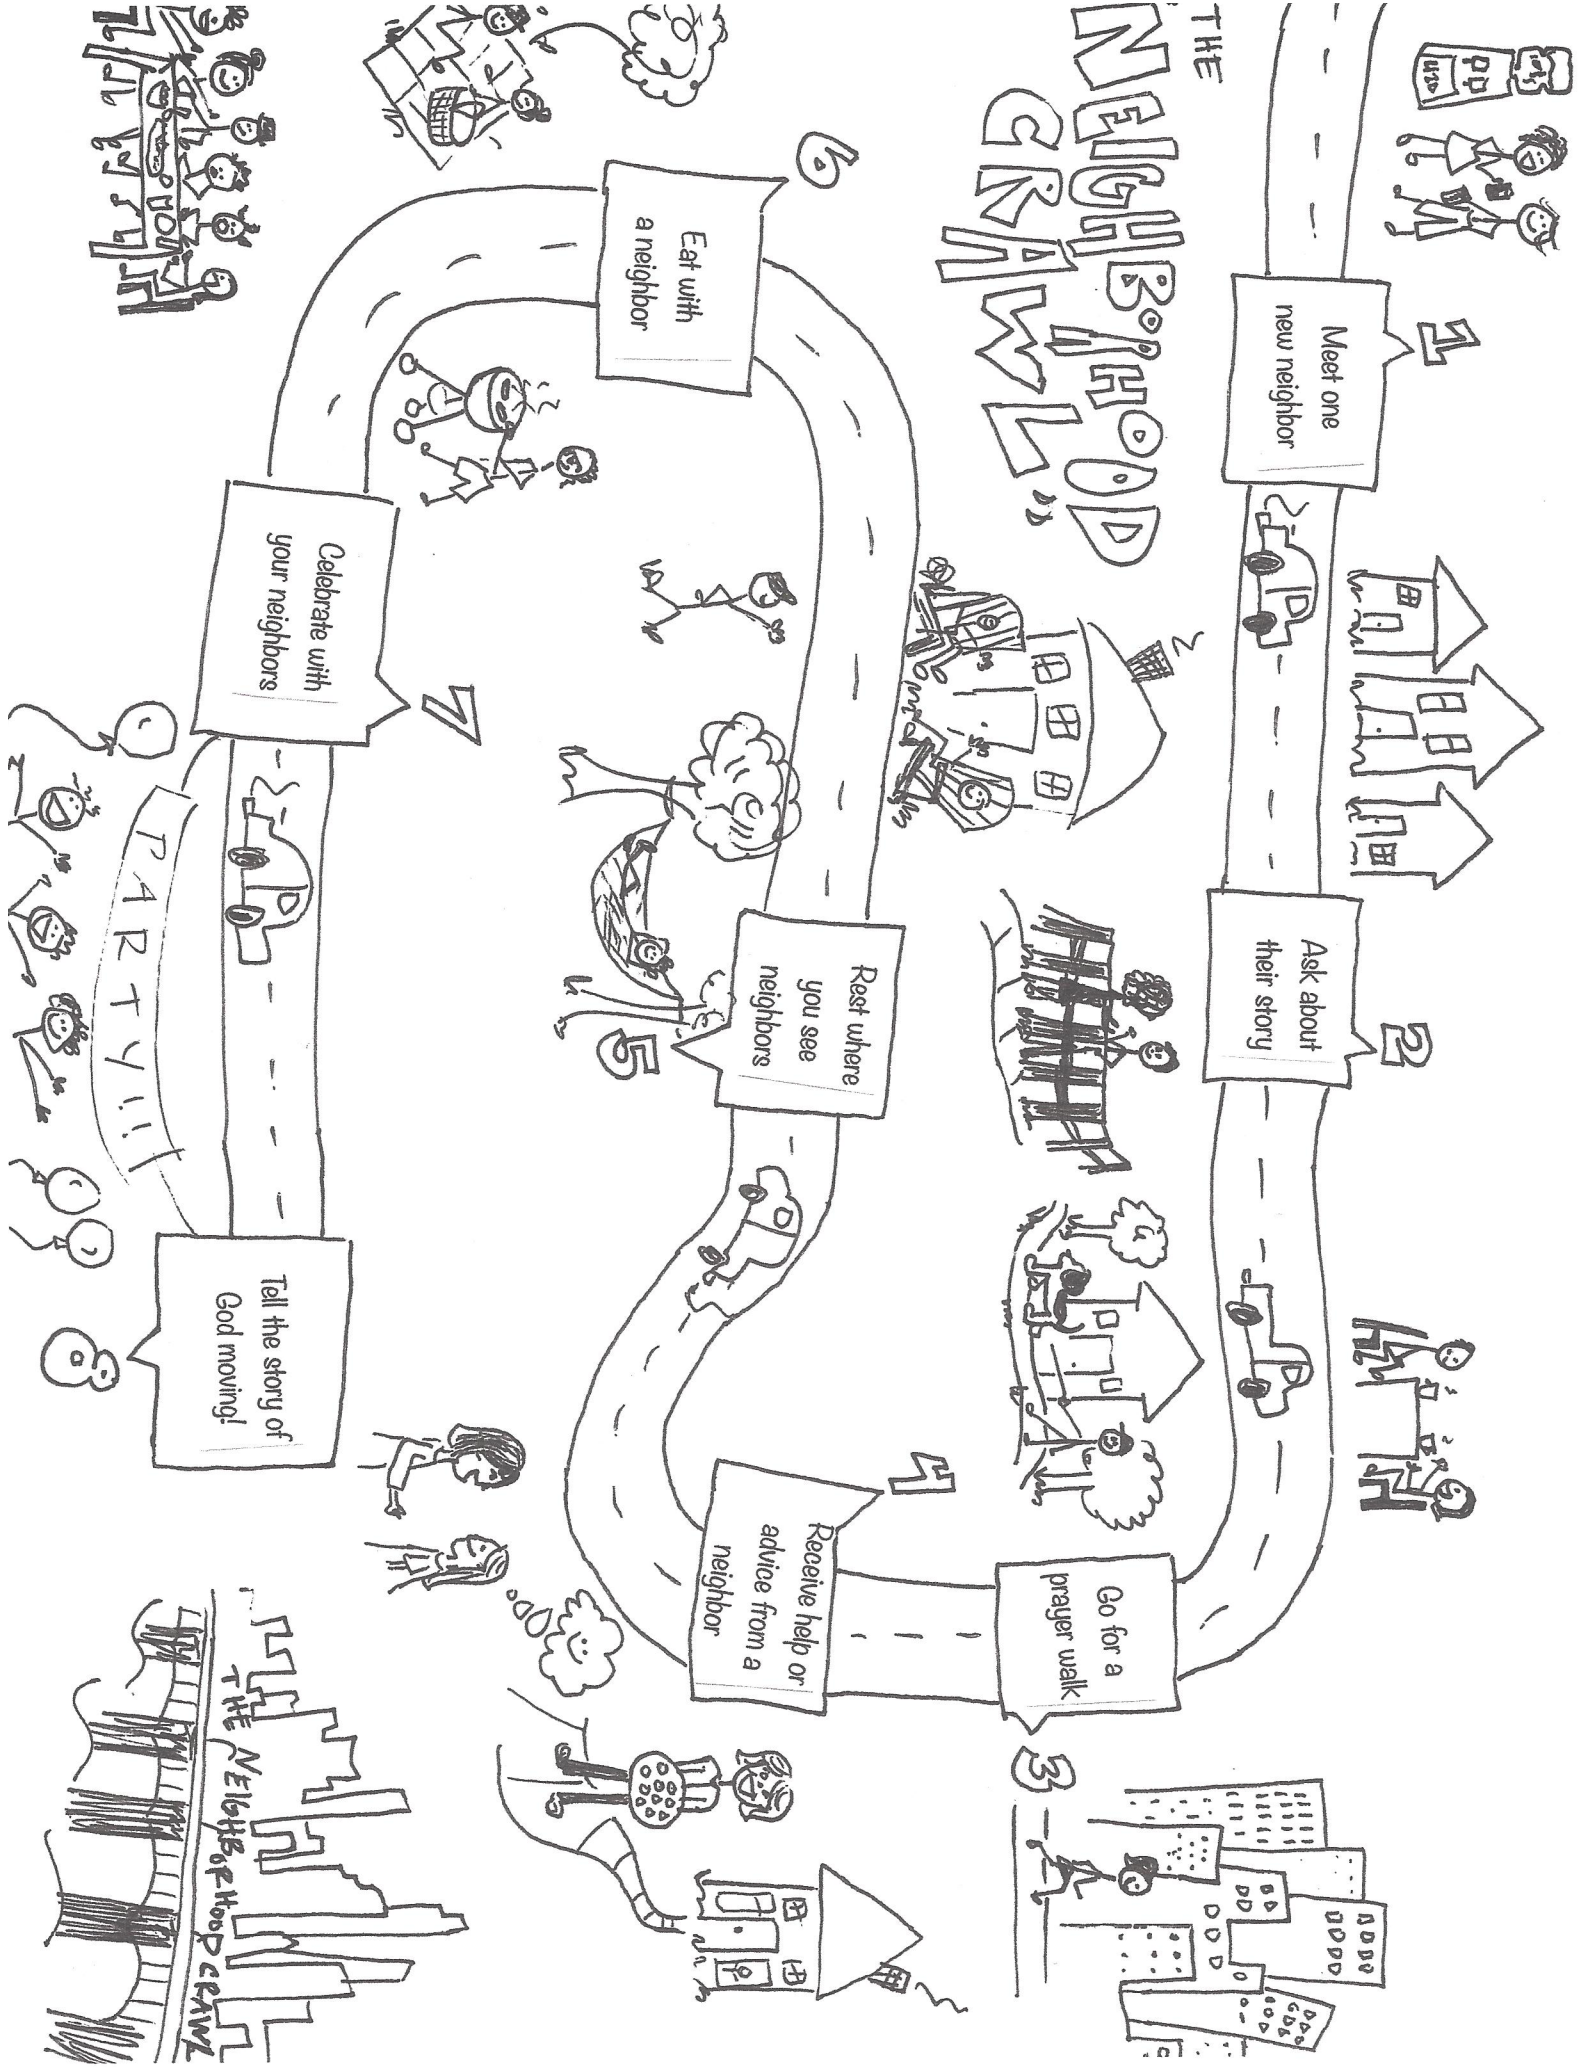 THE
NEIGHBORHOOD
CRAWL
1
Meet one
new neighbor
2
Ask about
their story
3
Go for a
prayer walk
4
Receive help or
advice from a
neighbor
5
Rest where
you see
neighbors
6
Eat with
a neighbor
7
Celebrate with
your neighbors
PARTY!!!
8
Tell the story of
God moving!
THE NEIGHBORHOOD CRAWL